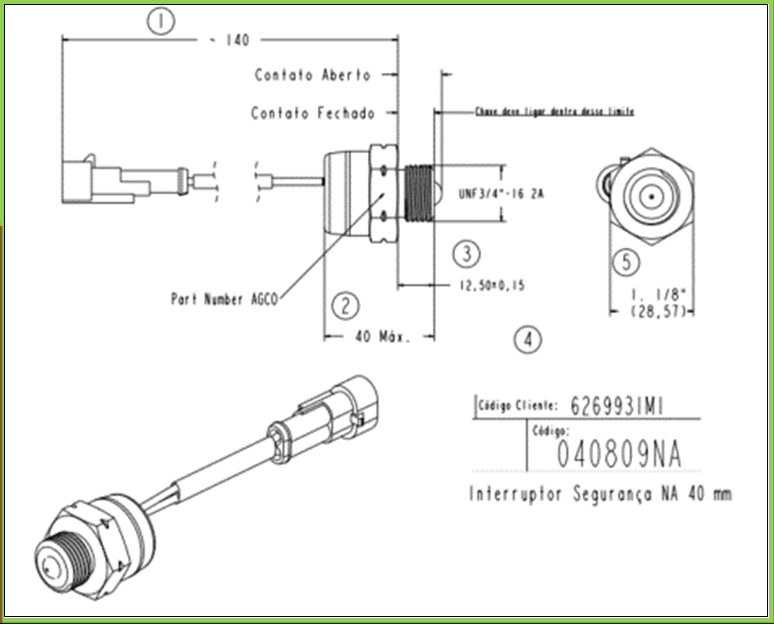 1
~ 140
Contato Aberto
Contato Fechado
Chave deve ligar dentro desse limite
UNF3/4"-16 2A
3
5
Part Number AGCO
2
12,50±0,15
1. 1/8"
(28,57)
40 Máx.
4
Código Cliente: 6269931M1
Código:
040809NA
Interruptor Segurança NA 40 mm